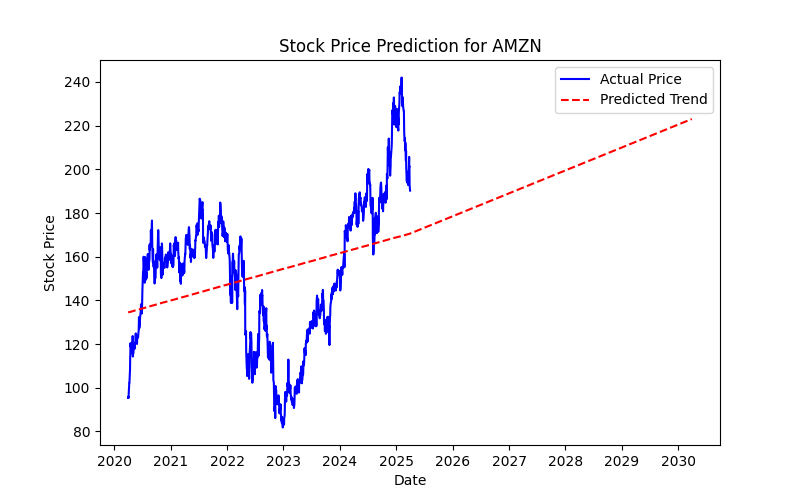 Stock Price Prediction for AMZN
Actual Price
Predicted Trend
240
220
200
180
160
140
120
100
80
Stock Price
2020 2021 2022 2023 2024 2025 2026 2027 2028 2029 2030
Date